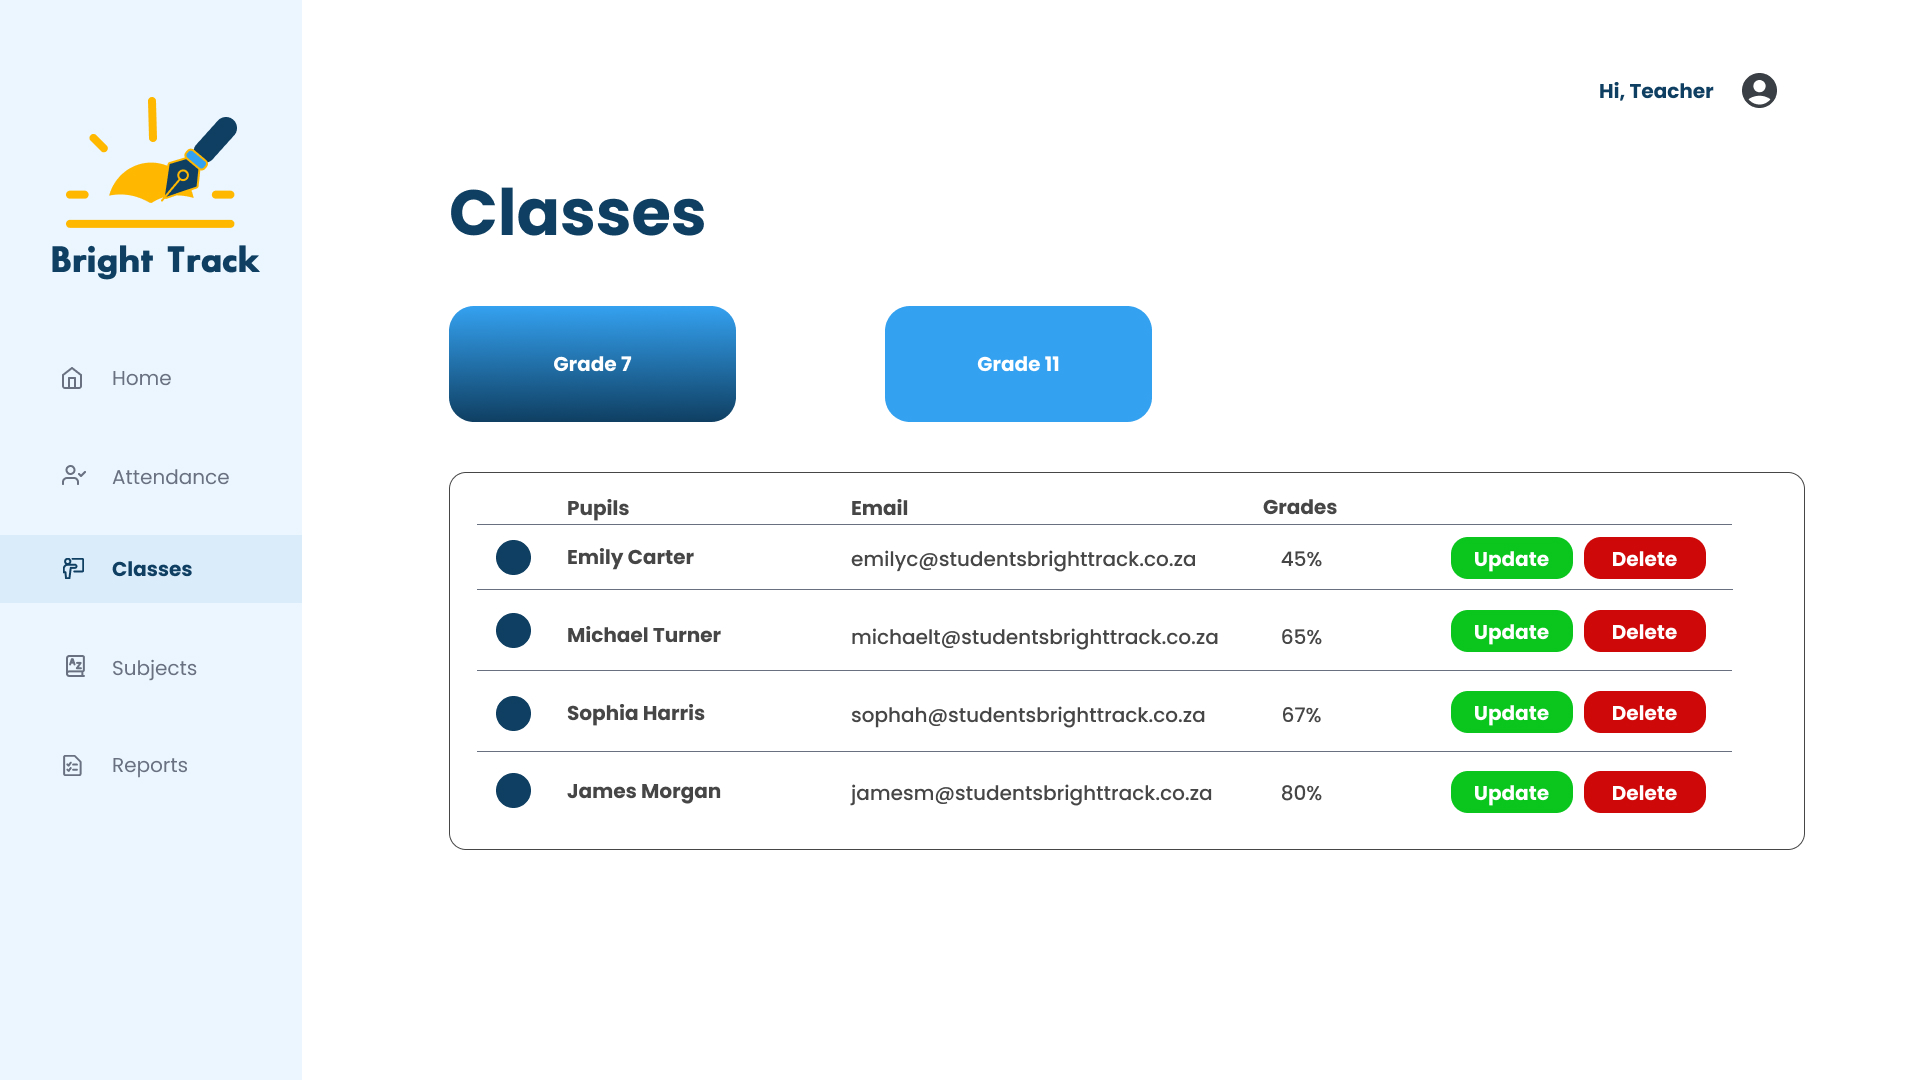 Bright Track
Home
Attendance
Classes
Subjects
Reports
Hi, Teacher
Classes
Grade 7
Grade 11
Pupils Email Grades
Emily Carter emilyc@studentsbrighttrack.co.za 45% Update Delete
Michael Turner michaelt@studentsbrighttrack.co.za 65% Update Delete
Sophia Harris sophah@studentsbrighttrack.co.za 67% Update Delete
James Morgan jamesm@studentsbrighttrack.co.za 80% Update Delete